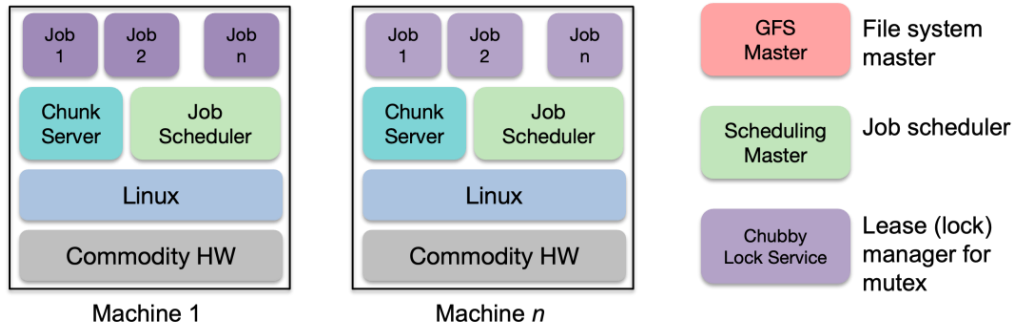 Job
1
Job
2
Job
n
Chunk
Server
Job
Scheduler
Linux
Commodity HW
Machine 1
Job
1
Job
2
Job
n
Chunk
Server
Job
Scheduler
Linux
Commodity HW
Machine n
GFS
Master
File system
master
Scheduling
Master
Job scheduler
Chubby
Lock Service
Lease (lock)
manager for
mutex